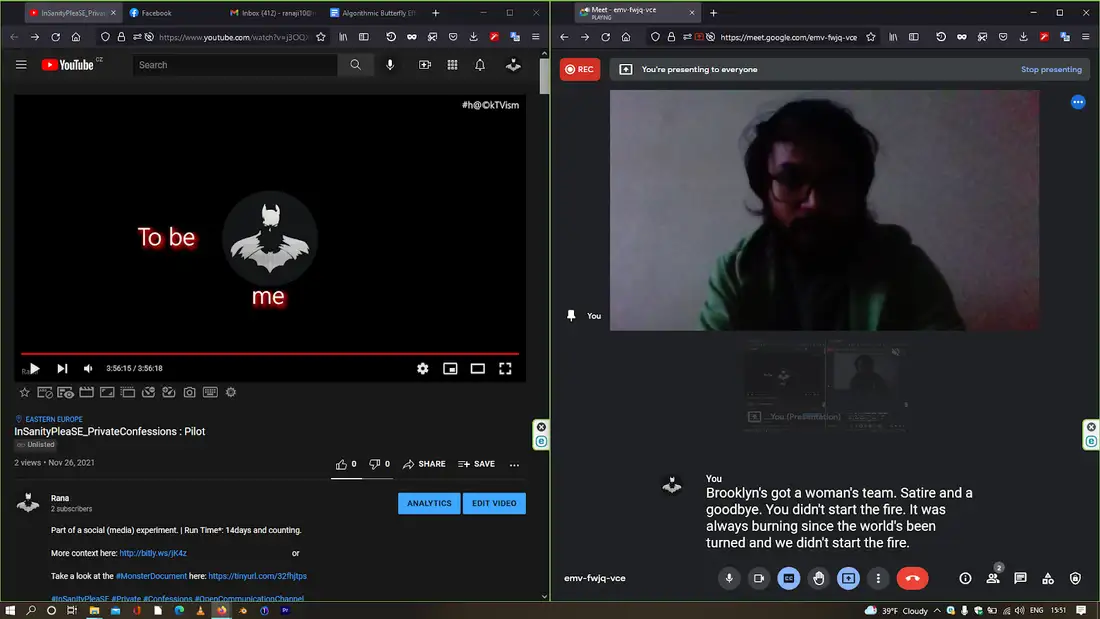 InSanityPleaSE_Privat
Facebook
Inbox (412) - ranaji10@
Algorithmic Butterfly Ef
https://www.youtube.com/watch?v=j3OQ
YouTube CZ
Search
#h@©kTVism
To be
me
3:56:15 / 3:56:18
EASTERN EUROPE
InSanityPleaSE_PrivateConfessions : Pilot
Unlisted
2 views • Nov 26, 2021
0
0
SHARE
SAVE
Rana
2 subscribers
ANALYTICS
EDIT VIDEO
Part of a social (media) experiment. | Run Time*: 14days and counting.
More context here: http://bitly.ws/jK4z or
Take a look at the #MonsterDocument here: https://tinyurl.com/32fhjtps
#InSanityPleaSE #Private #Confessions #OpenCommunicationChannel
Meet - emv-fwjq-vce
PLAYING
https://meet.google.com/emv-fwjq-vce
REC
You're presenting to everyone
Stop presenting
You
You (Presentation)
You
Brooklyn's got a woman's team. Satire and a
goodbye. You didn't start the fire. It was
always burning since the world's been
turned and we didn't start the fire.
emv-fwjq-vce
CC
2
39°F Cloudy
ENG
15:51